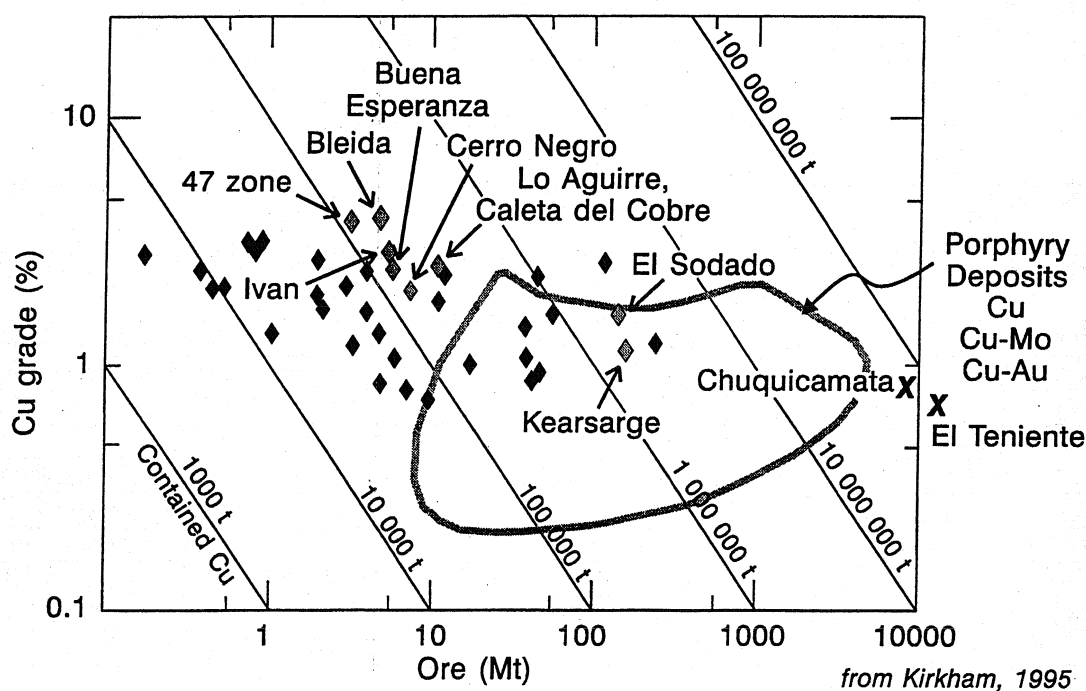 Buena
Esperanza
Bleida
Cerro Negro
47 zone
Lo Aguirre,
Caleta del Cobre
Ivan
El Sodado
Porphyry
Deposits
Cu
Cu-Mo
Cu-Au
Chuquicamata
X
X
El Teniente
Kearsarge
100 000 000 t
10 000 000 t
1 000 000 t
100 000 t
10 000 t
1000 t
Contained Cu
Cu grade (%)
10
1
0.1
1
10
100
1000
10000
Ore (Mt)
from Kirkham, 1995